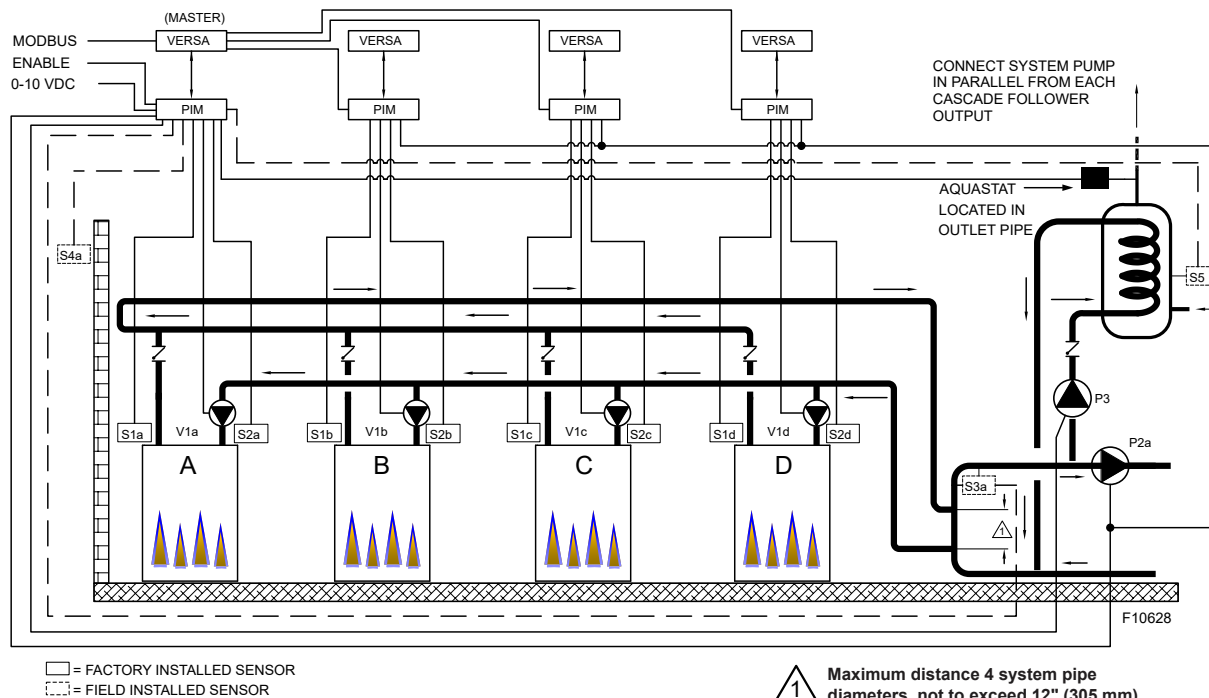 (MASTER)
MODBUS
ENABLE
0-10 VDC
VERSA
VERSA
VERSA
VERSA
PIM
PIM
PIM
PIM
CONNECT SYSTEM PUMP
IN PARALLEL FROM EACH
CASCADE FOLLOWER
OUTPUT
AQUASTAT
LOCATED IN
OUTLET PIPE
S4a
S5
S1a
V1a
S2a
S1b
V1b
S2b
S1c
V1c
S2c
S1d
V1d
S2d
A
B
C
D
P3
P2a
S3a
1
F10628
= FACTORY INSTALLED SENSOR
= FIELD INSTALLED SENSOR
1
Maximum distance 4 system pipe
diameters, not to exceed 12" (305 mm)